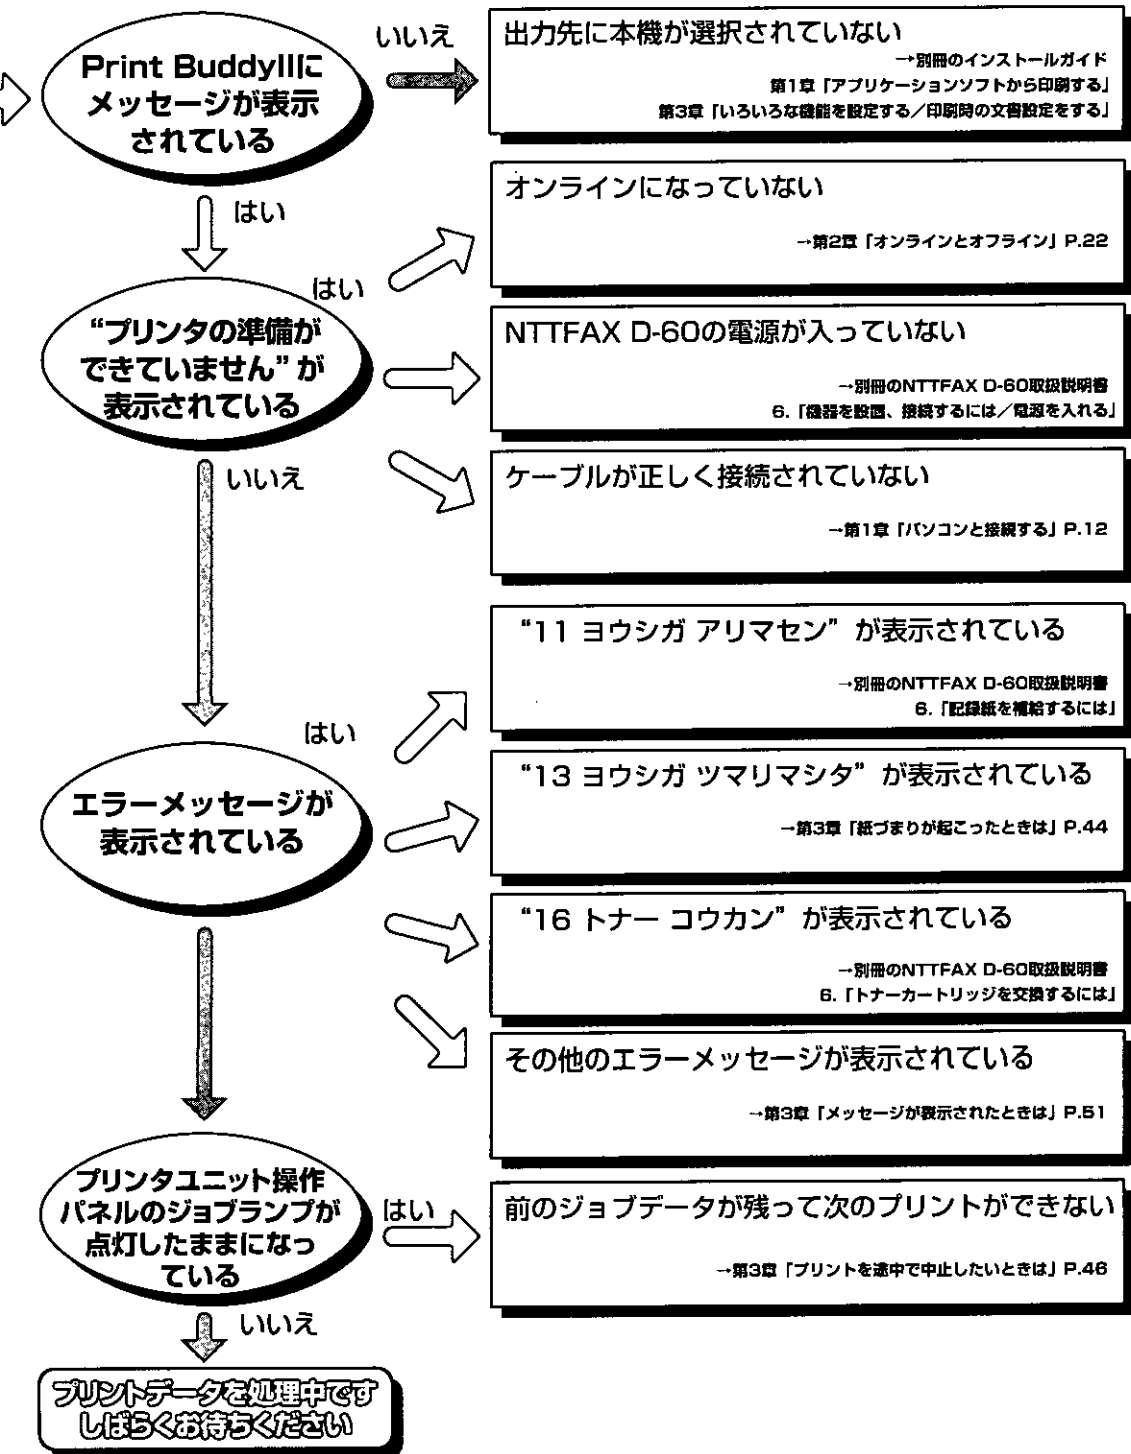 Print BuddyIIに
メッセージが表示
されている
いいえ
出力先に本機が選択されていない
→別冊のインストールガイド
第1章「アプリケーションソフトから印刷する」
第3章「いろいろな機能を設定する／印刷時の文書設定をする」
はい
“プリンタの準備が
できていません”が
表示されている
はい
オンラインになっていない
→第2章「オンラインとオフライン」P.22
NTTFAX D-60の電源が入っていない
→別冊のNTTFAX D-60取扱説明書
6.「機器を設置、接続するには／電源を入れる」
ケーブルが正しく接続されていない
→第1章「パソコンと接続する」P.12
いいえ
エラーメッセージが
表示されている
はい
“11 ヨウシガ アリマセン”が表示されている
→別冊のNTTFAX D-60取扱説明書
6.「記録紙を補給するには」
“13 ヨウシガ ツマリマシタ”が表示されている
→第3章「紙づまりが起こったときは」P.44
“16 トナー コウカン”が表示されている
→別冊のNTTFAX D-60取扱説明書
6.「トナーカートリッジを交換するには」
その他のエラーメッセージが表示されている
→第3章「メッセージが表示されたときは」P.51
プリンタユニット操作
パネルのジョブランプが
点灯したままになっ
ている
はい
前のジョブデータが残って次のプリントができない
→第3章「プリントを途中で中止したいときは」P.46
いいえ
プリントデータを処理中です
しばらくお待ちください